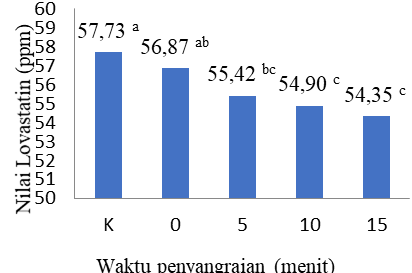 Nilai Lovastatin (ppm)
60
59
58
57
56
55
54
53
52
51
50
57,73 a
56,87 ab
55,42 bc
54,90 c
54,35 c
K 0 5 10 15
Waktu penyangraian (menit)